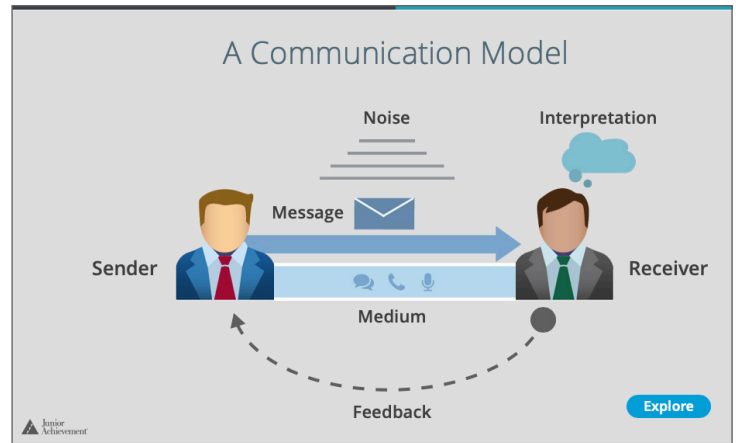 A Communication Model
Noise
Interpretation
Message
Sender
Receiver
Medium
Feedback
Explore
Junior
Achievement